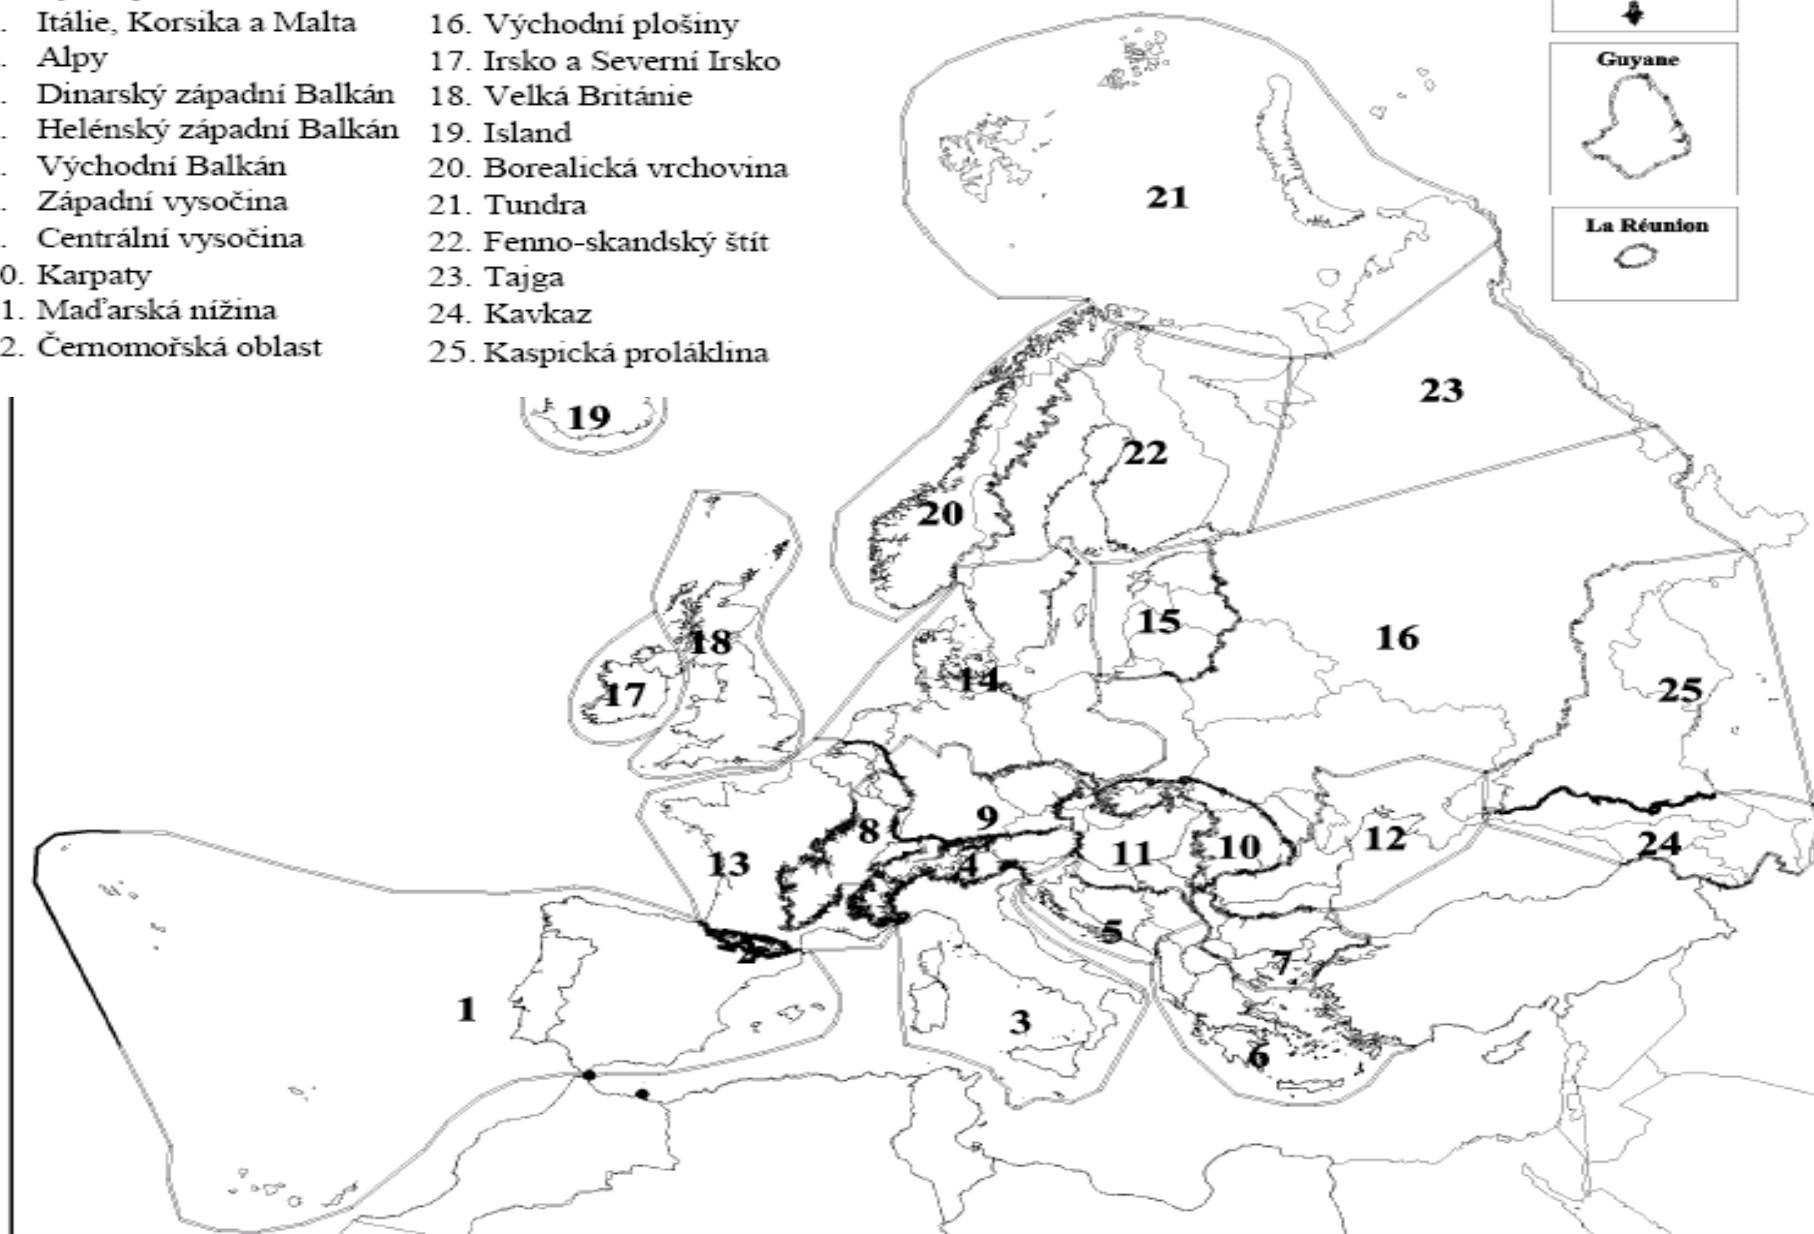 . Itálie, Korsika a Malta
. Alpy
. Dinarský západní Balkán
. Helénský západní Balkán
. Východní Balkán
. Západní vysočina
. Centrální vysočina
0. Karpaty
1. Maďarská nížina
2. Černomořská oblast
16. Východní plošiny
17. Irsko a Severní Irsko
18. Velká Británie
19. Island
20. Borealická vrchovina
21. Tundra
22. Fenno-skandský štít
23. Tajga
24. Kavkaz
25. Kaspická proláklina
Guyane
La Réunion
21
23
19
22
20
15
18
16
17
14
25
9
8
12
10
11
24
13
4
5
2
7
1
3
6